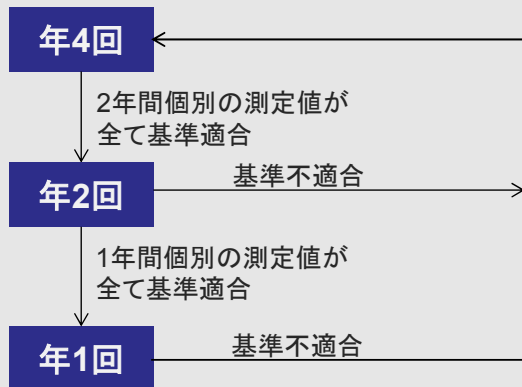 年4回
2年間個別の測定値が
全て基準適合
年2回
基準不適合
1年間個別の測定値が
全て基準適合
年1回
基準不適合